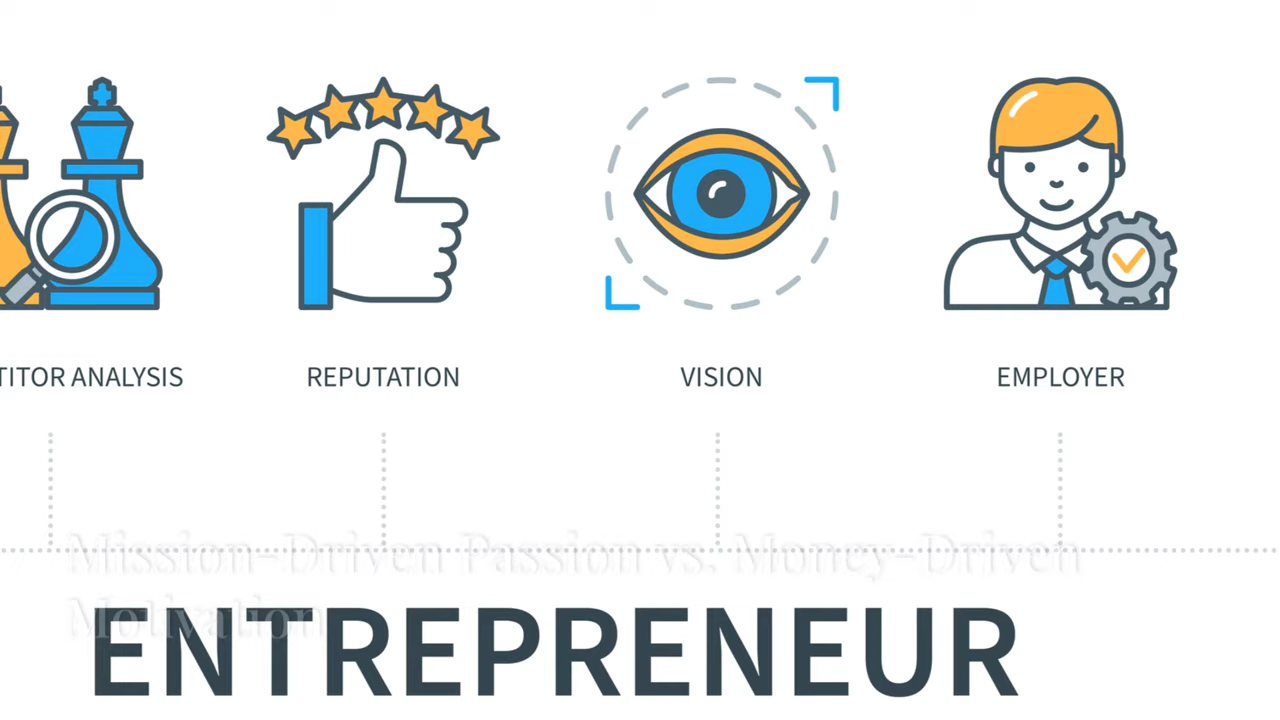 TITOR ANALYSIS
REPUTATION
VISION
EMPLOYER
Mission-Driven Passion vs. Money-Driven
Motivation
ENTREPRENEUR